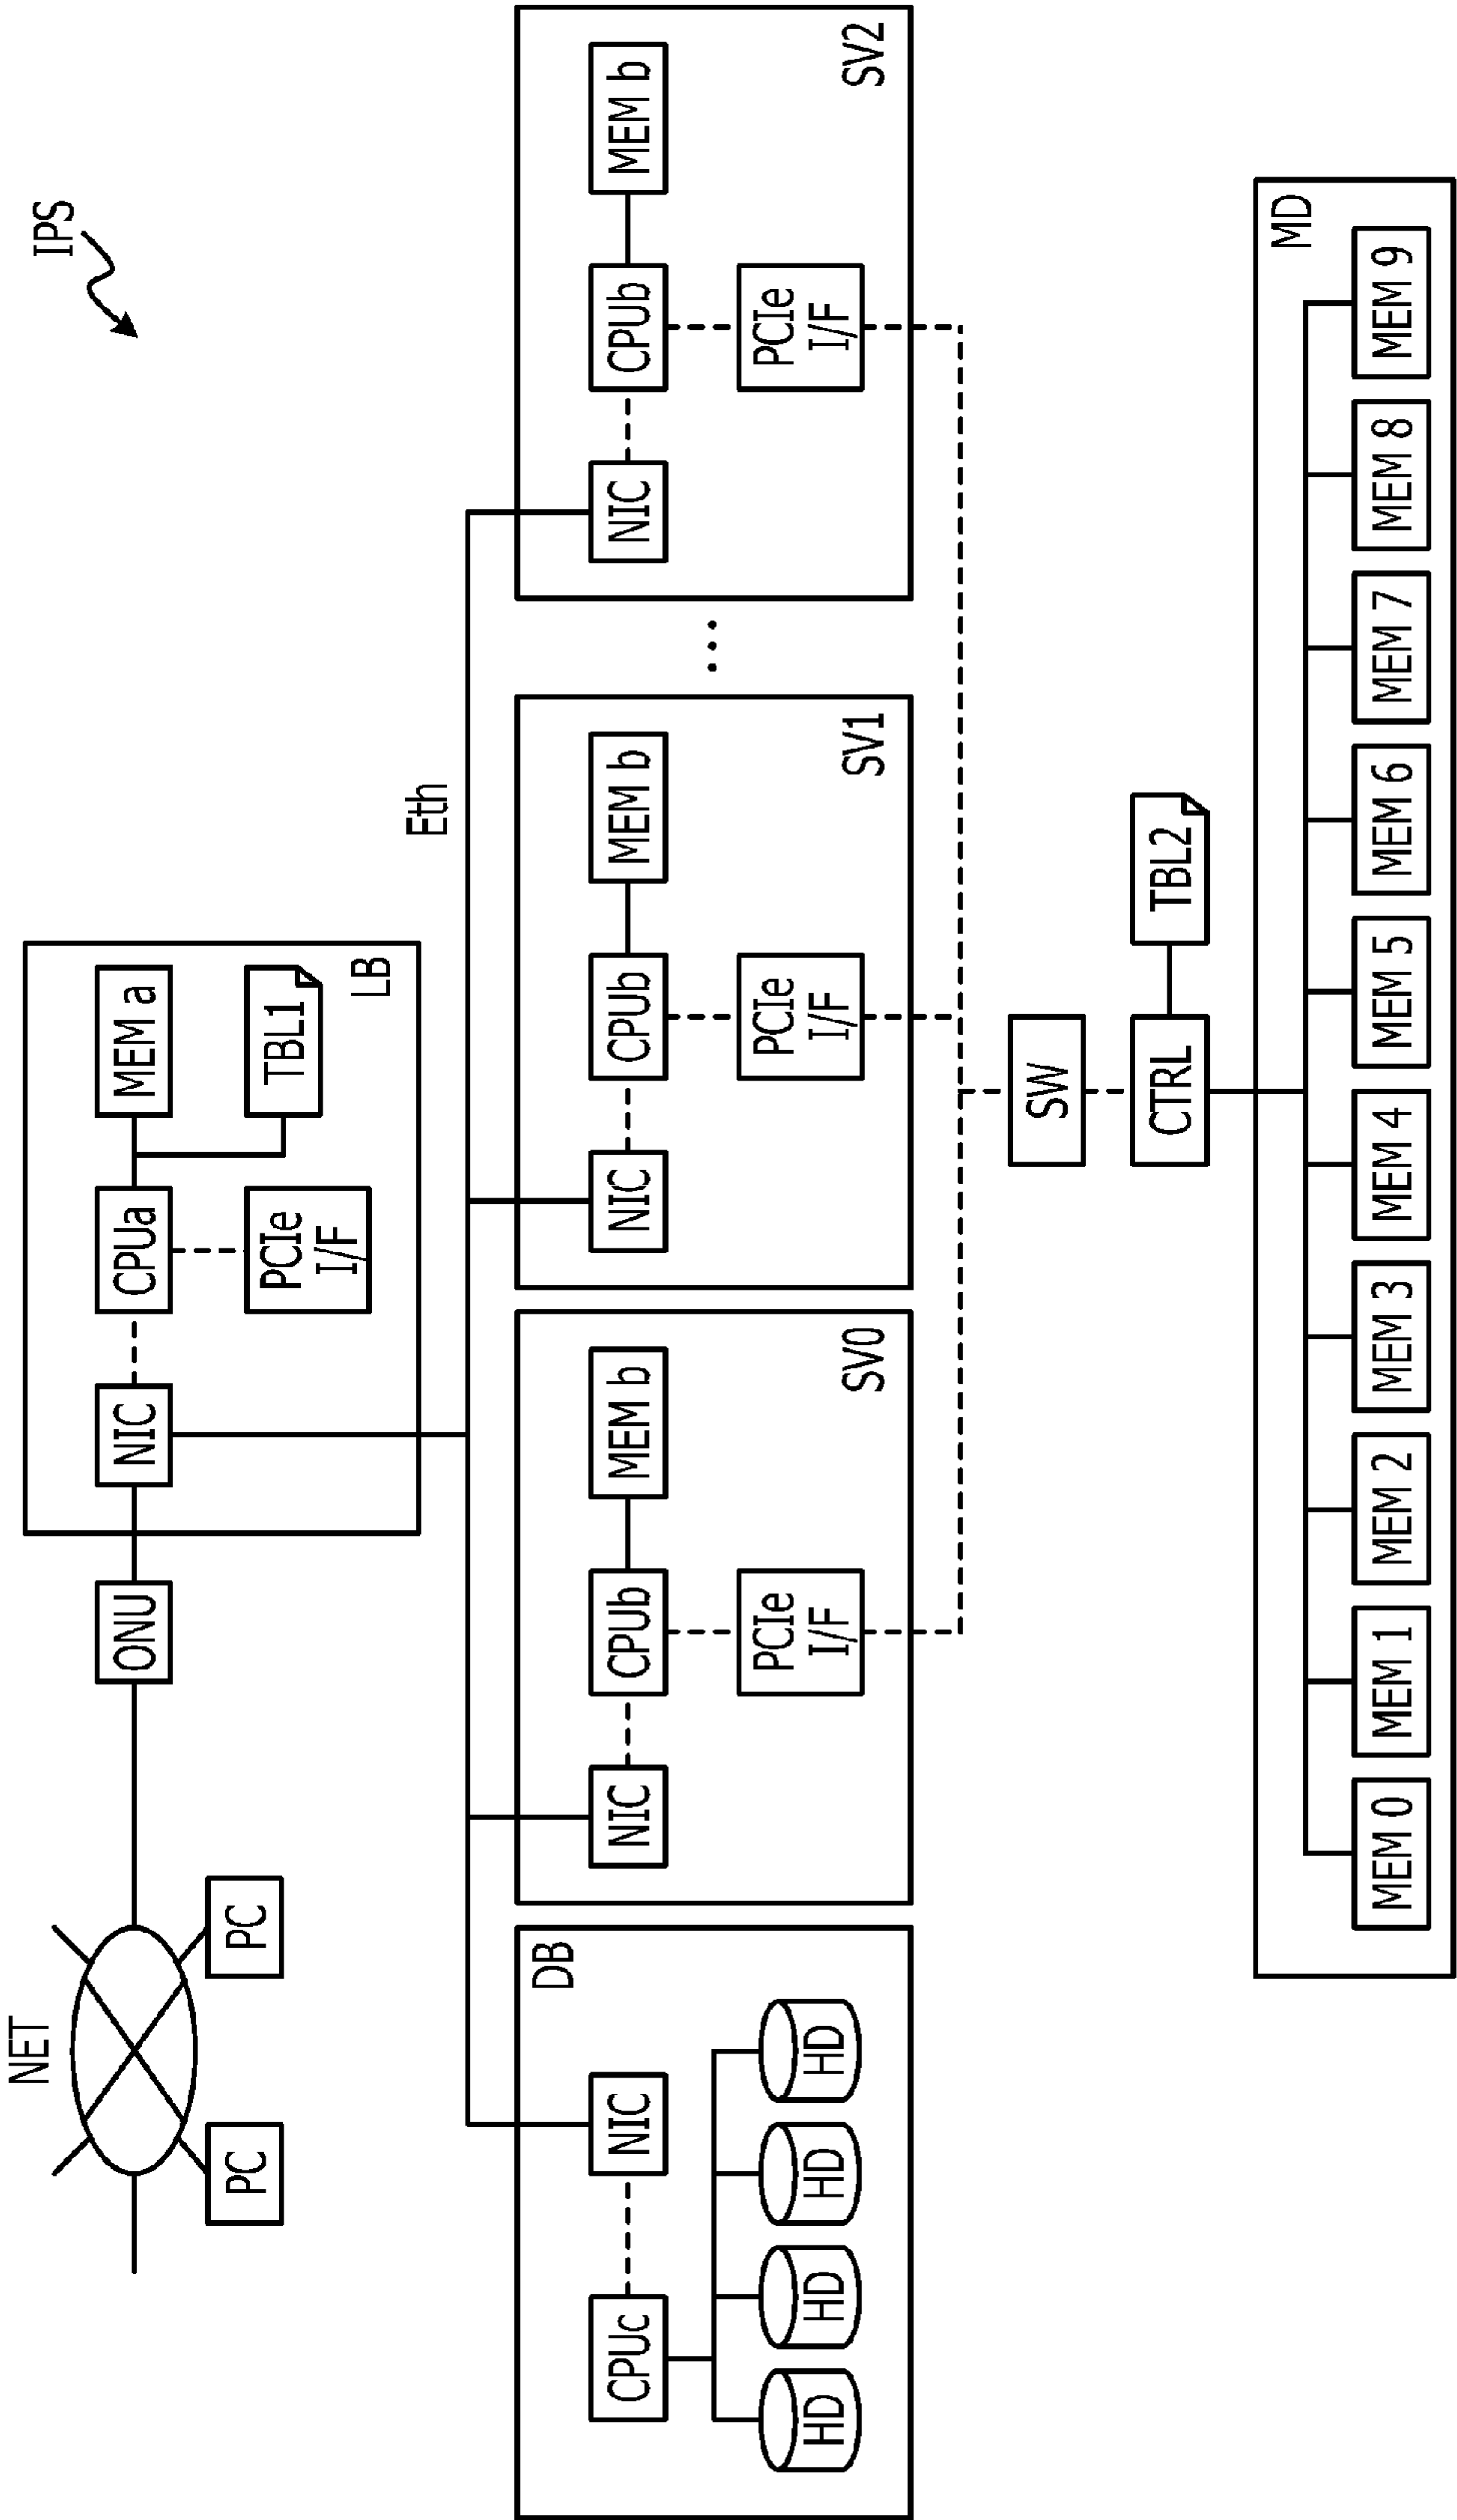 IPS
NET
PC
PC
ONU
NIC
CPUa
MEM a
PCIe
I/F
TBL1
LB
Eth
DB
CPUc
NIC
HD
HD
HD
HD
NIC
CPUb
MEM b
PCIe
I/F
SV0
NIC
CPUb
MEM b
PCIe
I/F
SV1
...
NIC
CPUb
MEM b
PCIe
I/F
SV2
SW
CTRL
TBL2
MD
MEM 0
MEM 1
MEM 2
MEM 3
MEM 4
MEM 5
MEM 6
MEM 7
MEM 8
MEM 9